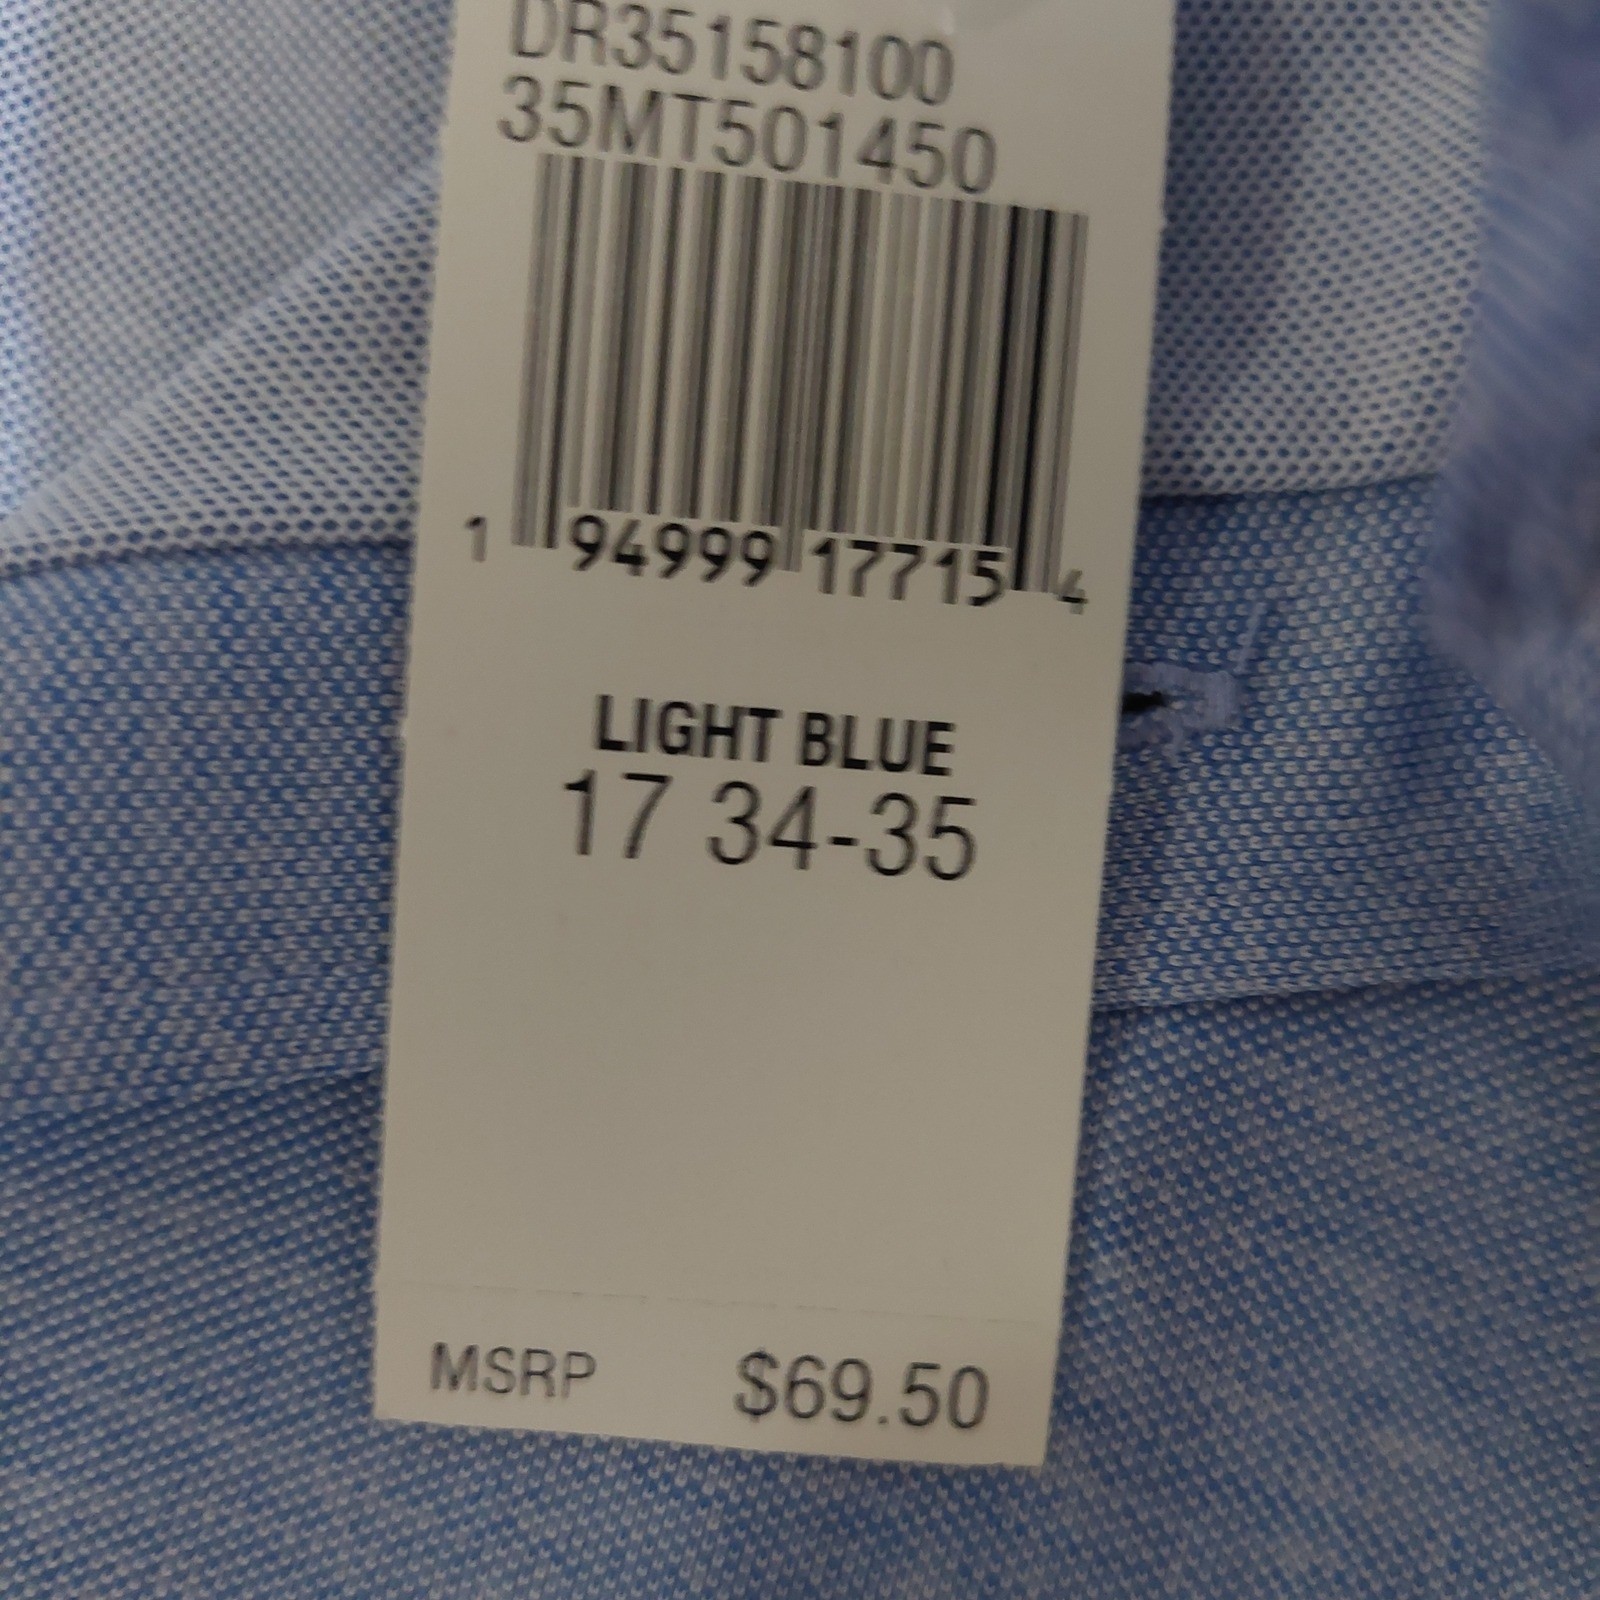 DR35158100
35MT501450
1 94999 17715 4
LIGHT BLUE
17 34-35
MSRP $69.50